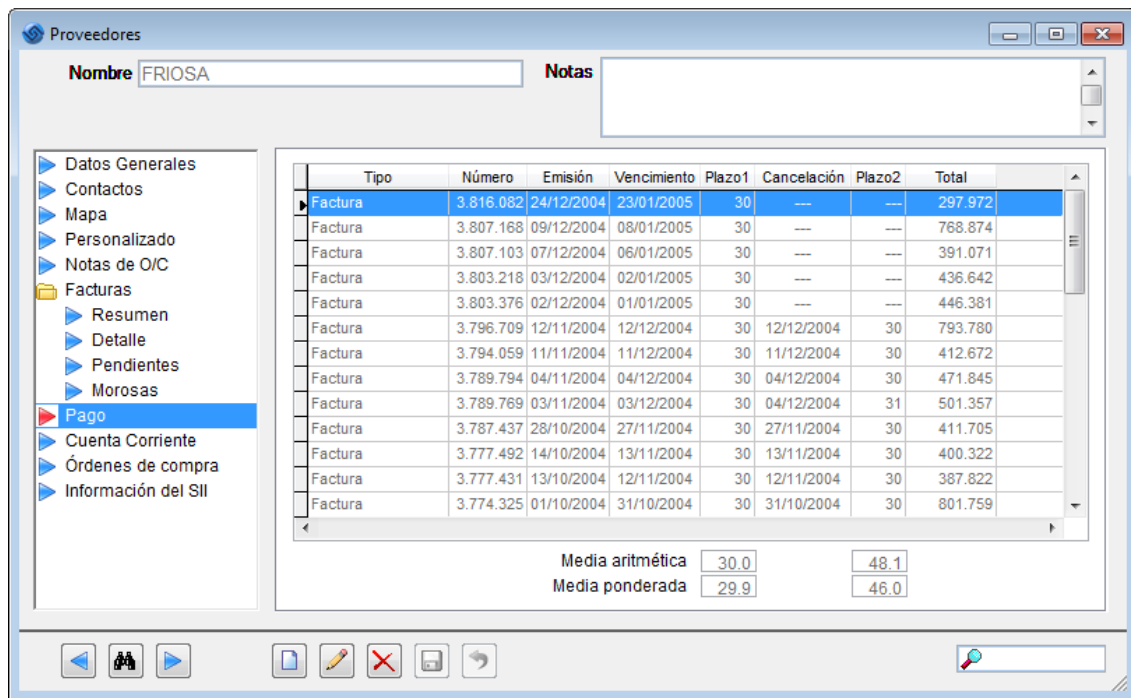 Proveedores
Nombre FRIOSA Notas
Datos Generales
Contactos
Mapa
Personalizado
Notas de O/C
Facturas
Resumen
Detalle
Pendientes
Morosas
Pago
Cuenta Corriente
Órdenes de compra
Información del SII
Tipo Número Emisión Vencimiento Plazo1 Cancelación Plazo2 Total
Factura 3.816.082 24/12/2004 23/01/2005 30 --- --- 297.972
Factura 3.807.168 09/12/2004 08/01/2005 30 --- --- 768.874
Factura 3.807.103 07/12/2004 06/01/2005 30 --- --- 391.071
Factura 3.803.218 03/12/2004 02/01/2005 30 --- --- 436.642
Factura 3.803.376 02/12/2004 01/01/2005 30 --- --- 446.381
Factura 3.796.709 12/11/2004 12/12/2004 30 12/12/2004 30 793.780
Factura 3.794.059 11/11/2004 11/12/2004 30 11/12/2004 30 412.672
Factura 3.789.794 04/11/2004 04/12/2004 30 04/12/2004 30 471.845
Factura 3.789.769 03/11/2004 03/12/2004 30 04/12/2004 31 501.357
Factura 3.787.437 28/10/2004 27/11/2004 30 27/11/2004 30 411.705
Factura 3.777.492 14/10/2004 13/11/2004 30 13/11/2004 30 400.322
Factura 3.777.431 13/10/2004 12/11/2004 30 12/11/2004 30 387.822
Factura 3.774.325 01/10/2004 31/10/2004 30 31/10/2004 30 801.759
Media aritmética 30.0 48.1
Media ponderada 29.9 46.0